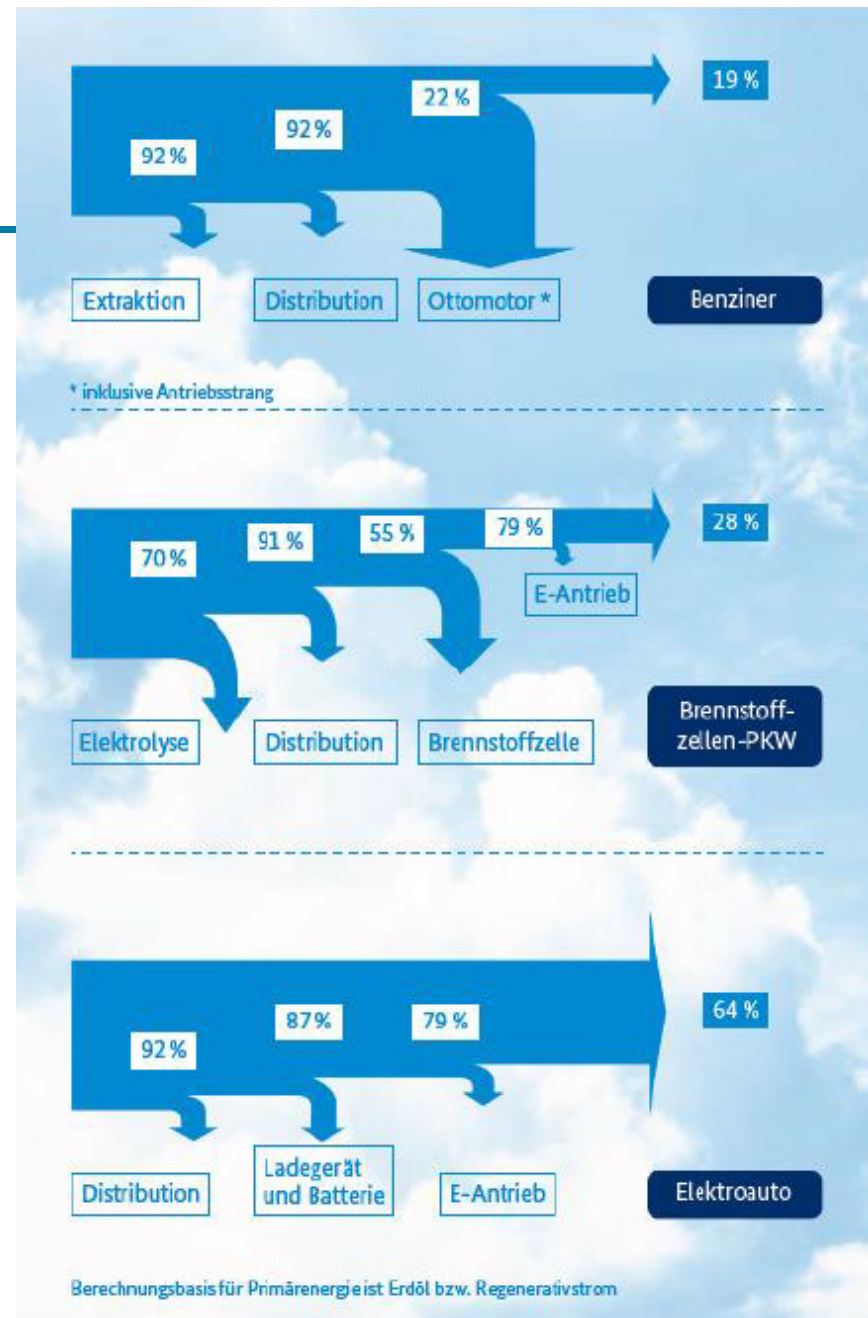 22 %
19 %
92%
92%
Extraktion
Distribution
Ottomotor *
Benziner
* inklusive Antriebsstrang
70%
91 %
55 %
79 %
28 %
E-Antrieb
Elektrolyse
Distribution
Brennstoffzelle
Brennstoff-
zellen-PKW
92%
87%
79 %
64 %
Distribution
Ladegerät
und Batterie
E-Antrieb
Elektroauto
Berechnungsbasis für Primärenergie ist Erdöl bzw. Regenerativstrom